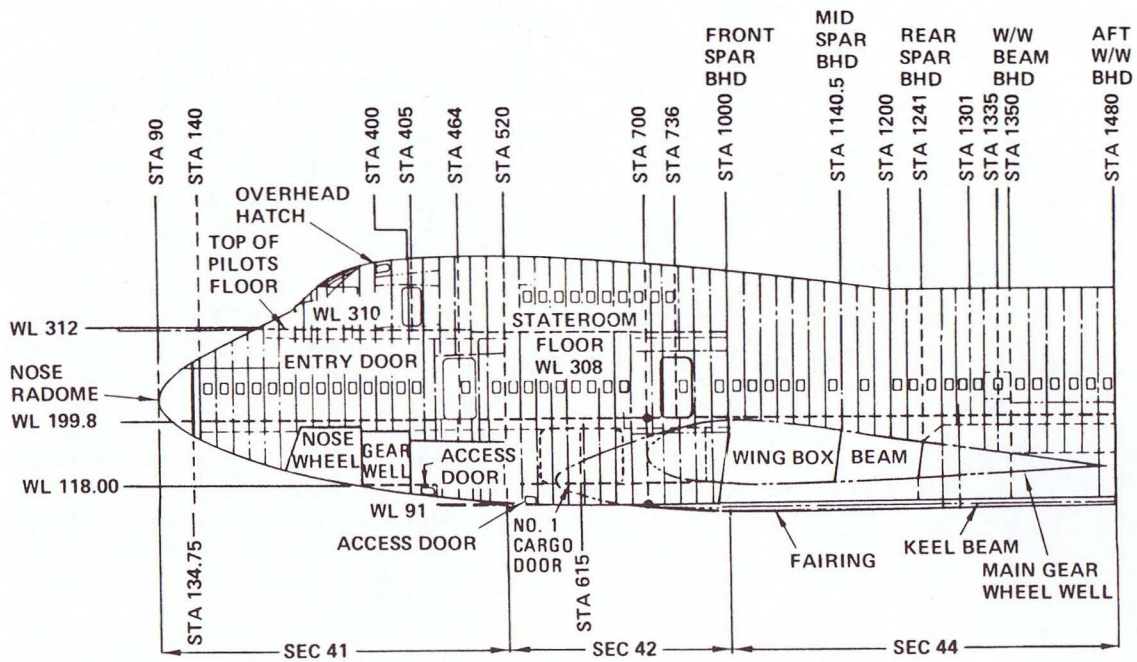 FRONT
SPAR
BHD
MID
SPAR
BHD
REAR
SPAR
BHD
W/W
BEAM
BHD
AFT
W/W
BHD
STA 90
STA 140
STA 400
STA 405
STA 464
STA 520
STA 700
STA 736
STA 1000
STA 1140.5
STA 1200
STA 1241
STA 1301
STA 1335
STA 1350
STA 1480
OVERHEAD
HATCH
TOP OF
PILOTS
FLOOR
WL 312
WL 310
STATEROOM
ENTRY DOOR
FLOOR
WL 308
NOSE
RADOME
WL 199.8
NOSE
WHEEL
GEAR
WELL
ACCESS
DOOR
WING BOX
BEAM
WL 118.00
WL 91
ACCESS DOOR
NO. 1
CARGO
DOOR
STA 615
FAIRING
KEEL BEAM
MAIN GEAR
WHEEL WELL
STA 134.75
SEC 41
SEC 42
SEC 44